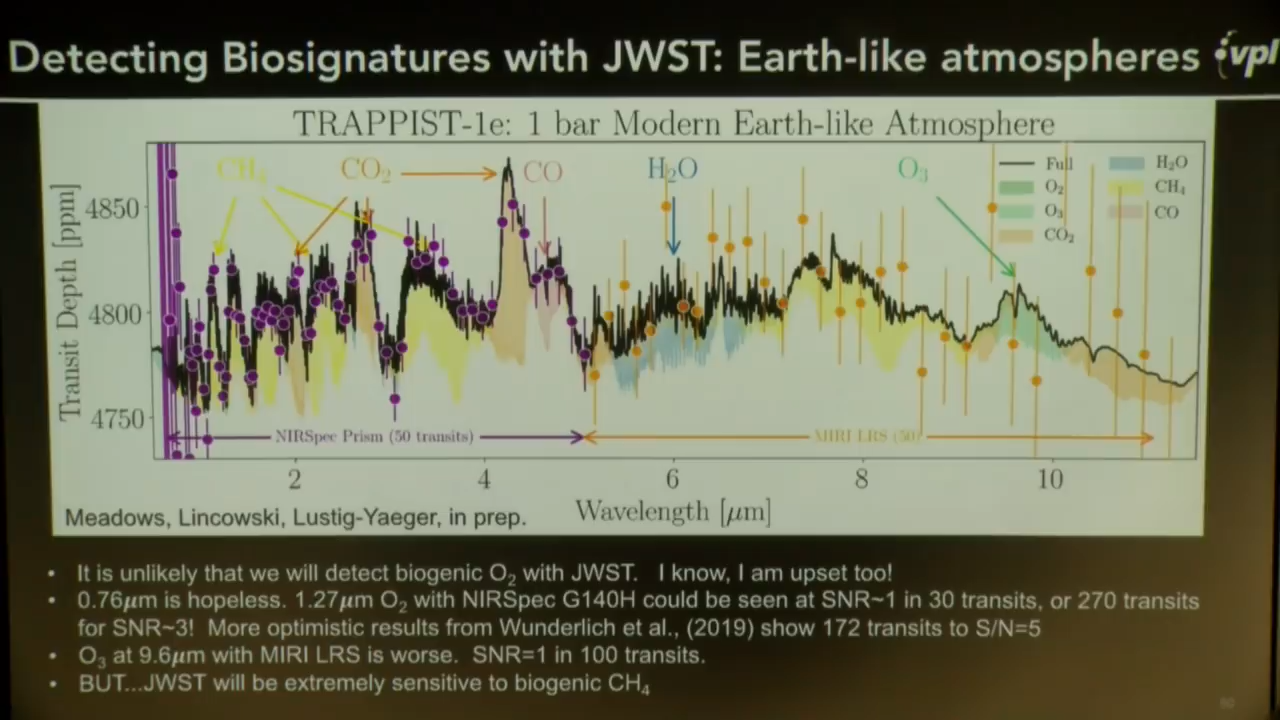 Detecting Biosignatures with JWST: Earth-like atmospheres vpl
TRAPPIST-1e: 1 bar Modern Earth-like Atmosphere
CH₄ CO₂ CO H₂O O₃
Full H₂O
O₂ CH₄
O₃ CO
CO₂
Transit Depth [ppm]
4850
4800
4750
NIRSpec Prism (50 transits) MIRI LRS (50
2 4 6 8 10
Wavelength [μm]
Meadows, Lincowski, Lustig-Yaeger, in prep.
• It is unlikely that we will detect biogenic O₂ with JWST. I know, I am upset too!
• 0.76μm is hopeless. 1.27μm O₂ with NIRSpec G140H could be seen at SNR~1 in 30 transits, or 270 transits
for SNR~3! More optimistic results from Wunderlich et al., (2019) show 172 transits to S/N=5
• O₃ at 9.6μm with MIRI LRS is worse. SNR=1 in 100 transits.
• BUT...JWST will be extremely sensitive to biogenic CH₄